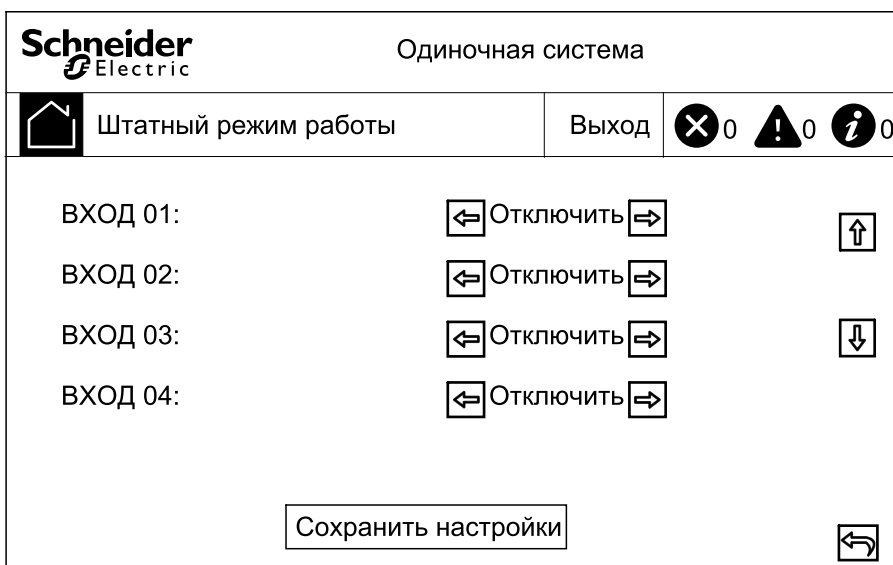 Schneider
Electric
Одиночная система
Штатный режим работы Выход 0 0 0
ВХОД 01: Отключить
ВХОД 02: Отключить
ВХОД 03: Отключить
ВХОД 04: Отключить
Сохранить настройки